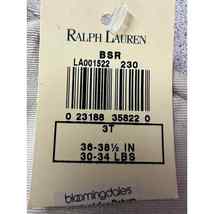 RALPH LAUREN
BSR
LA001522 230
0 23188 35822 0
3T
36-38½ IN
30-34 LBS
bloomingdales